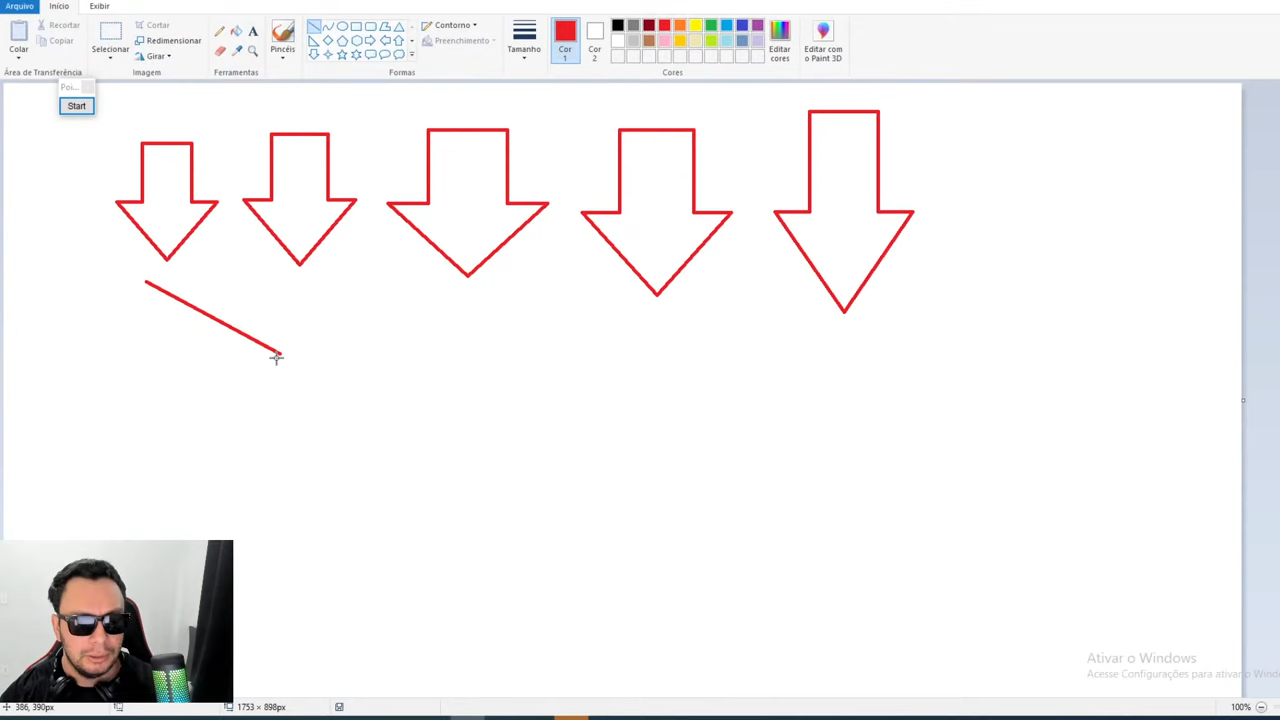 Arquivo Início Exibir
Colar
Recortar
Copiar
Área de Transferência
Selecionar
Redimensionar
Girar
Imagem
Ferramentas
Pincéis
Contorno
Preenchimento
Formas
Tamanho
Cor
1
Cor
2
Editar
cores
Cores
Editar com
o Paint 3D
Poi...
Start
Ativar o Windows
Acesse Configurações para ativar o Wind
386, 390px
1753 × 898px
100%